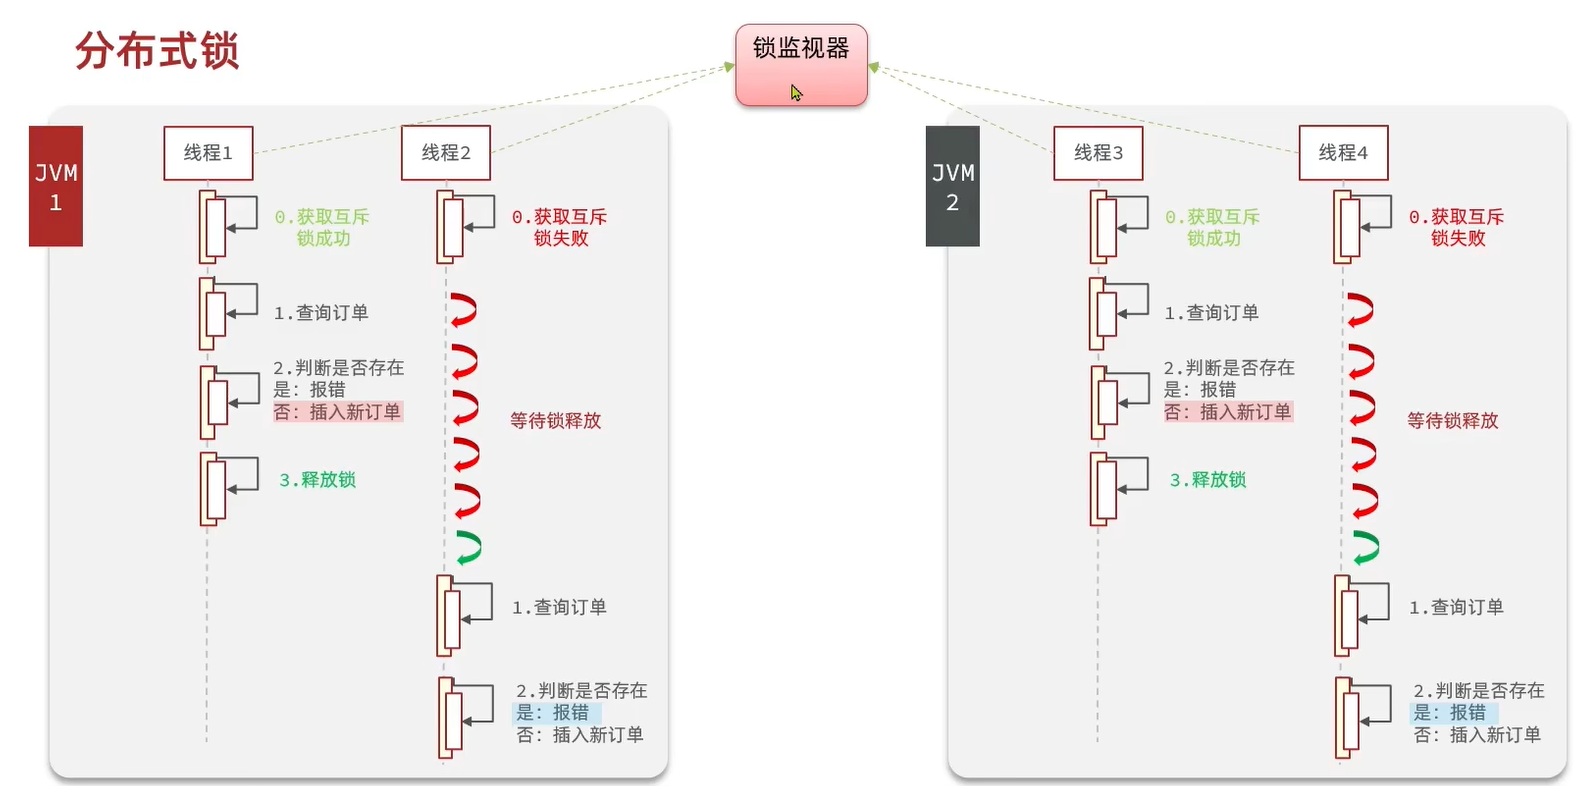 分布式锁
锁监视器
JVM
1
线程1
0.获取互斥
锁成功
1.查询订单
2.判断是否存在
是：报错
否：插入新订单
3.释放锁
线程2
0.获取互斥
锁失败
等待锁释放
1.查询订单
2.判断是否存在
是：报错
否：插入新订单
JVM
2
线程3
0.获取互斥
锁成功
1.查询订单
2.判断是否存在
是：报错
否：插入新订单
3.释放锁
线程4
0.获取互斥
锁失败
等待锁释放
1.查询订单
2.判断是否存在
是：报错
否：插入新订单